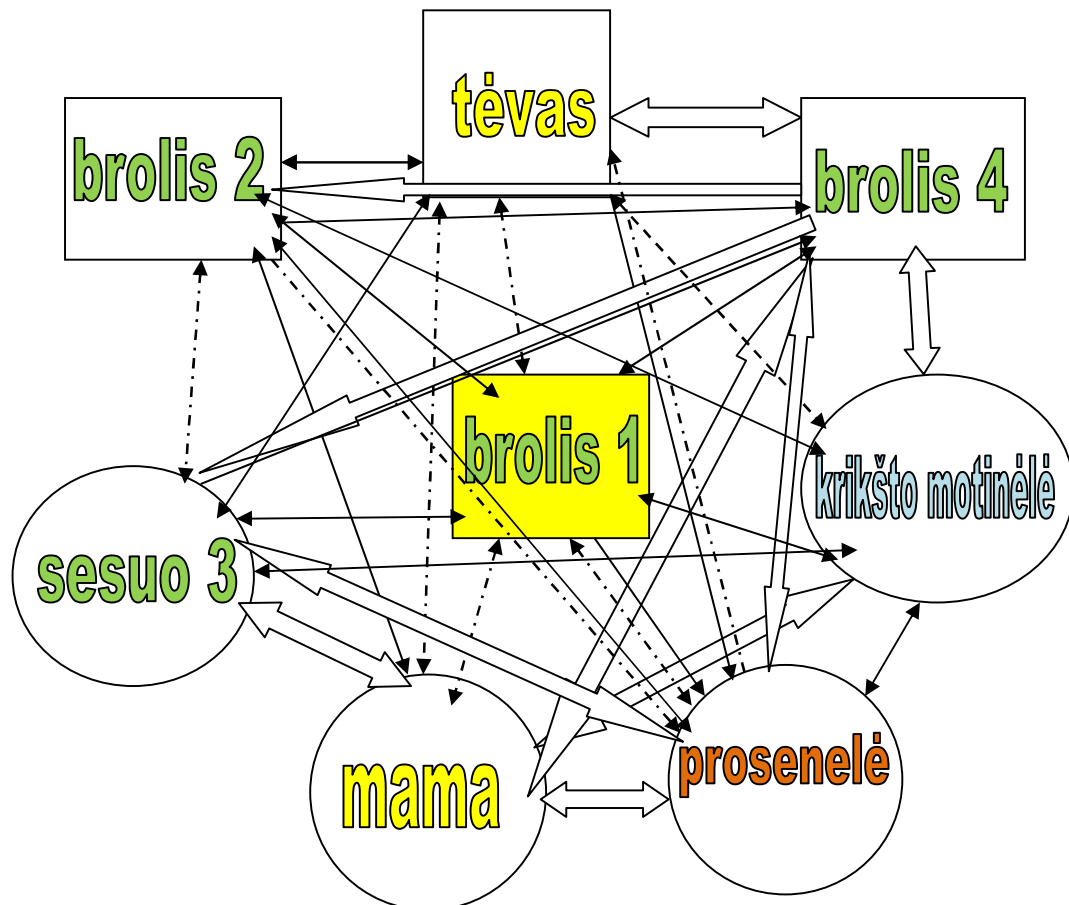 tėvas
brolis 2
brolis 4
brolis 1
krikšto motinėlė
sesuo 3
mama
prosenelė